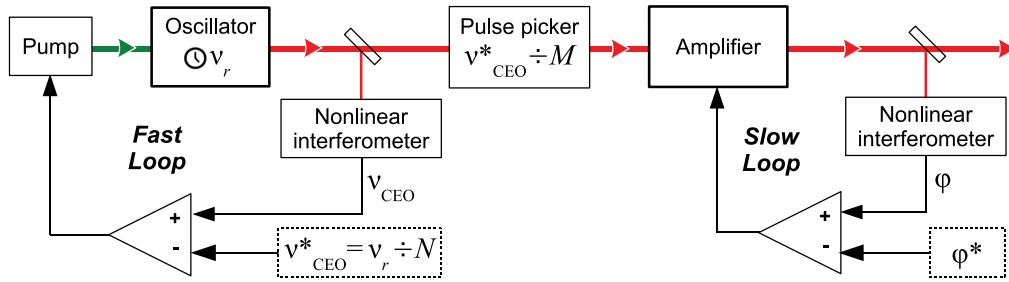 Pump
Oscillator
ν_r
Pulse picker
ν*_CEO ÷ M
Amplifier
Nonlinear
interferometer
Fast
Loop
ν_CEO
+
-
ν*_CEO = ν_r ÷ N
Nonlinear
interferometer
Slow
Loop
φ
+
-
φ*